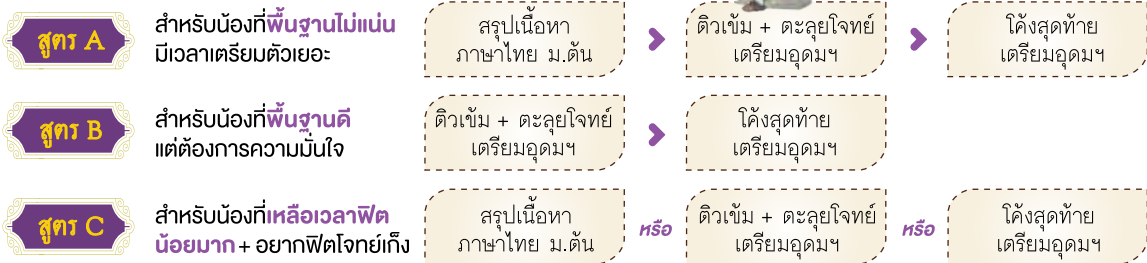 สูตร A
สำหรับน้องที่พื้นฐานไม่แน่น
มีเวลาเตรียมตัวเยอะ
สรุปเนื้อหา
ภาษาไทย ม.ต้น
ติวเข้ม + ตะลุยโจทย์
เตรียมอุดมฯ
โค้งสุดท้าย
เตรียมอุดมฯ
สูตร B
สำหรับน้องที่พื้นฐานดี
แต่ต้องการความมั่นใจ
ติวเข้ม + ตะลุยโจทย์
เตรียมอุดมฯ
โค้งสุดท้าย
เตรียมอุดมฯ
สูตร C
สำหรับน้องที่เหลือเวลาฟิต
น้อยมาก + อยากฟิตโจทย์เก็ง
สรุปเนื้อหา
ภาษาไทย ม.ต้น
หรือ
ติวเข้ม + ตะลุยโจทย์
เตรียมอุดมฯ
หรือ
โค้งสุดท้าย
เตรียมอุดมฯ